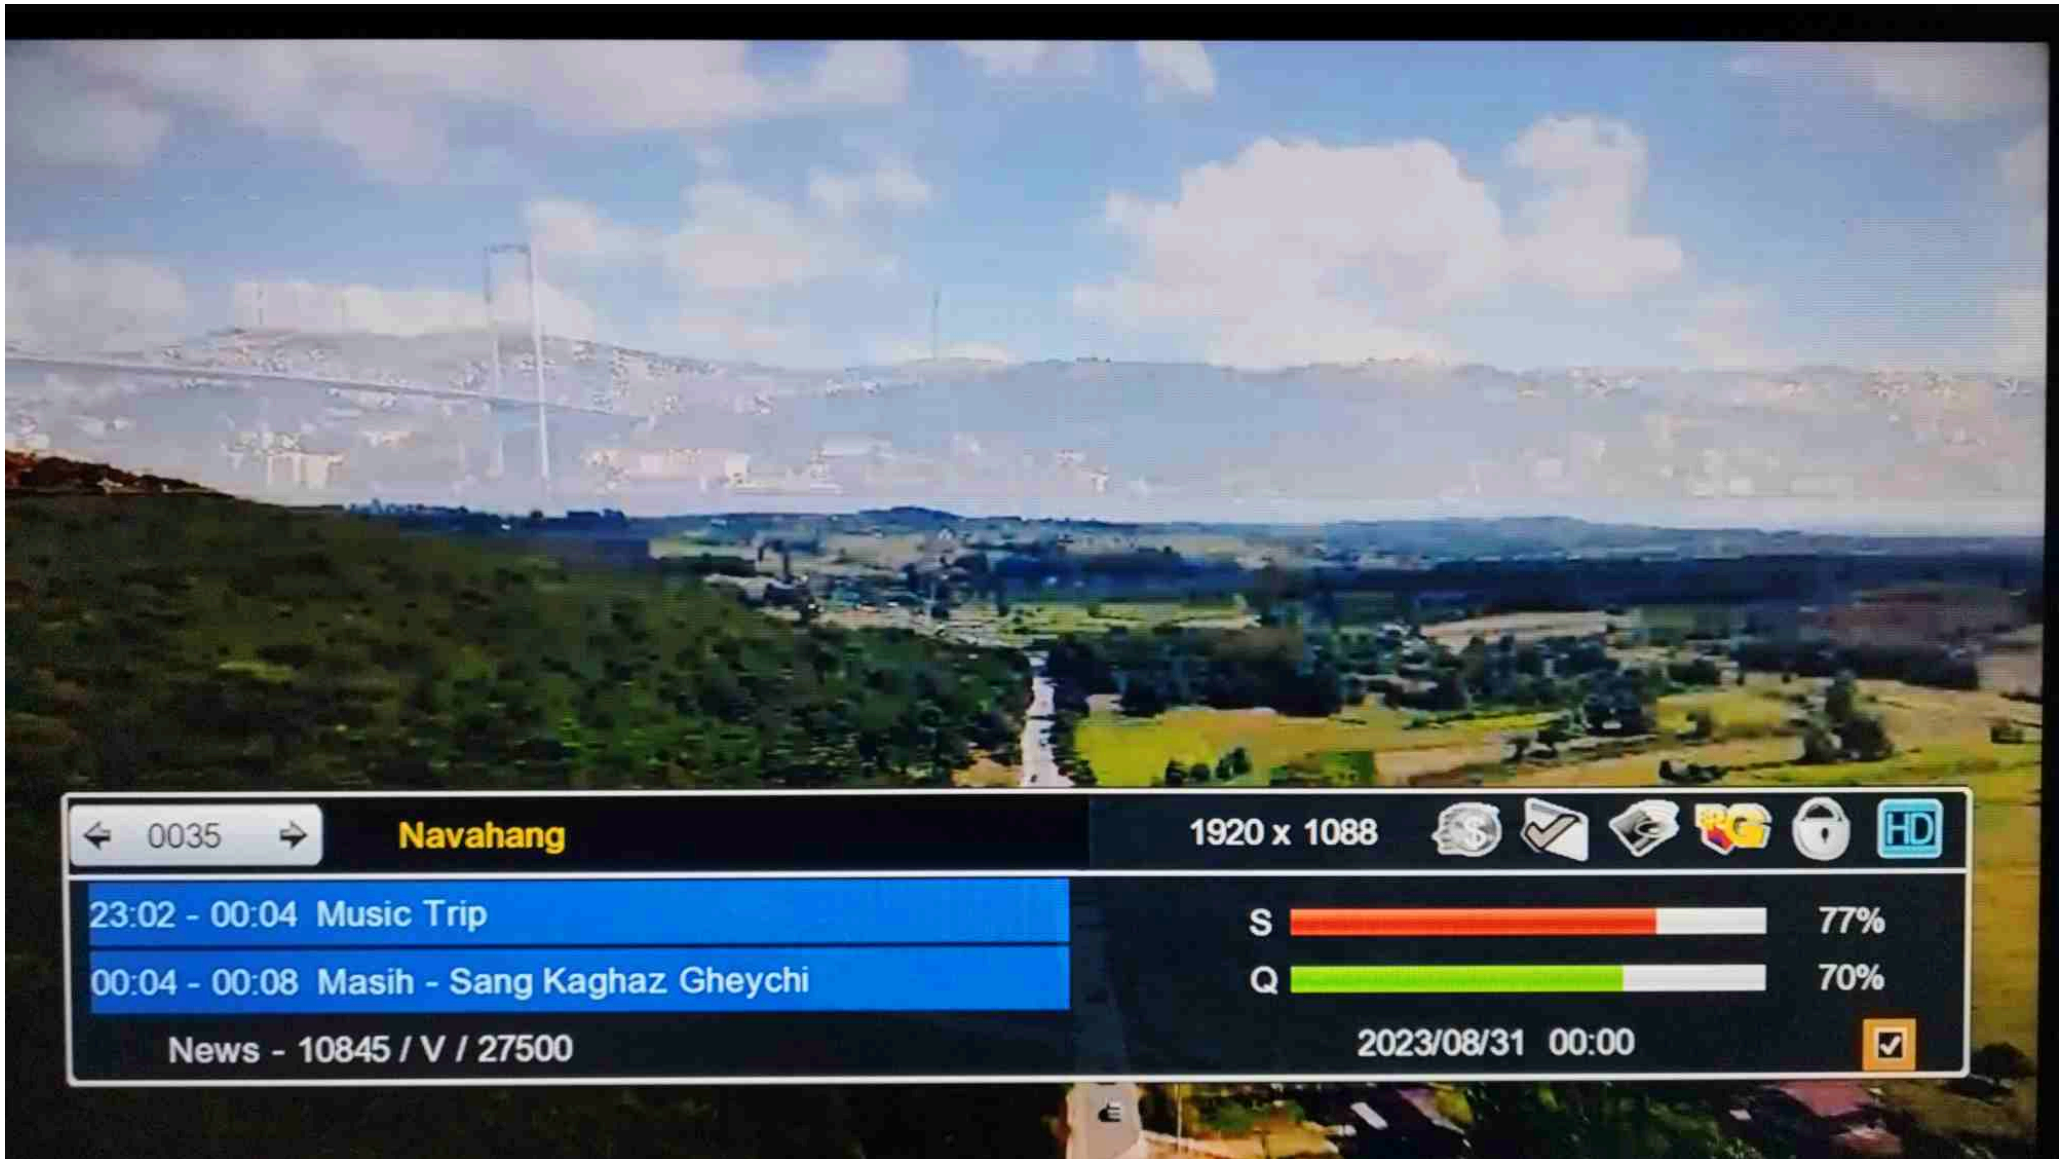 0035
Navahang
1920 x 1088
HD
23:02 - 00:04 Music Trip
00:04 - 00:08 Masih - Sang Kaghaz Gheychi
News - 10845 / V / 27500
S 77%
Q 70%
2023/08/31 00:00